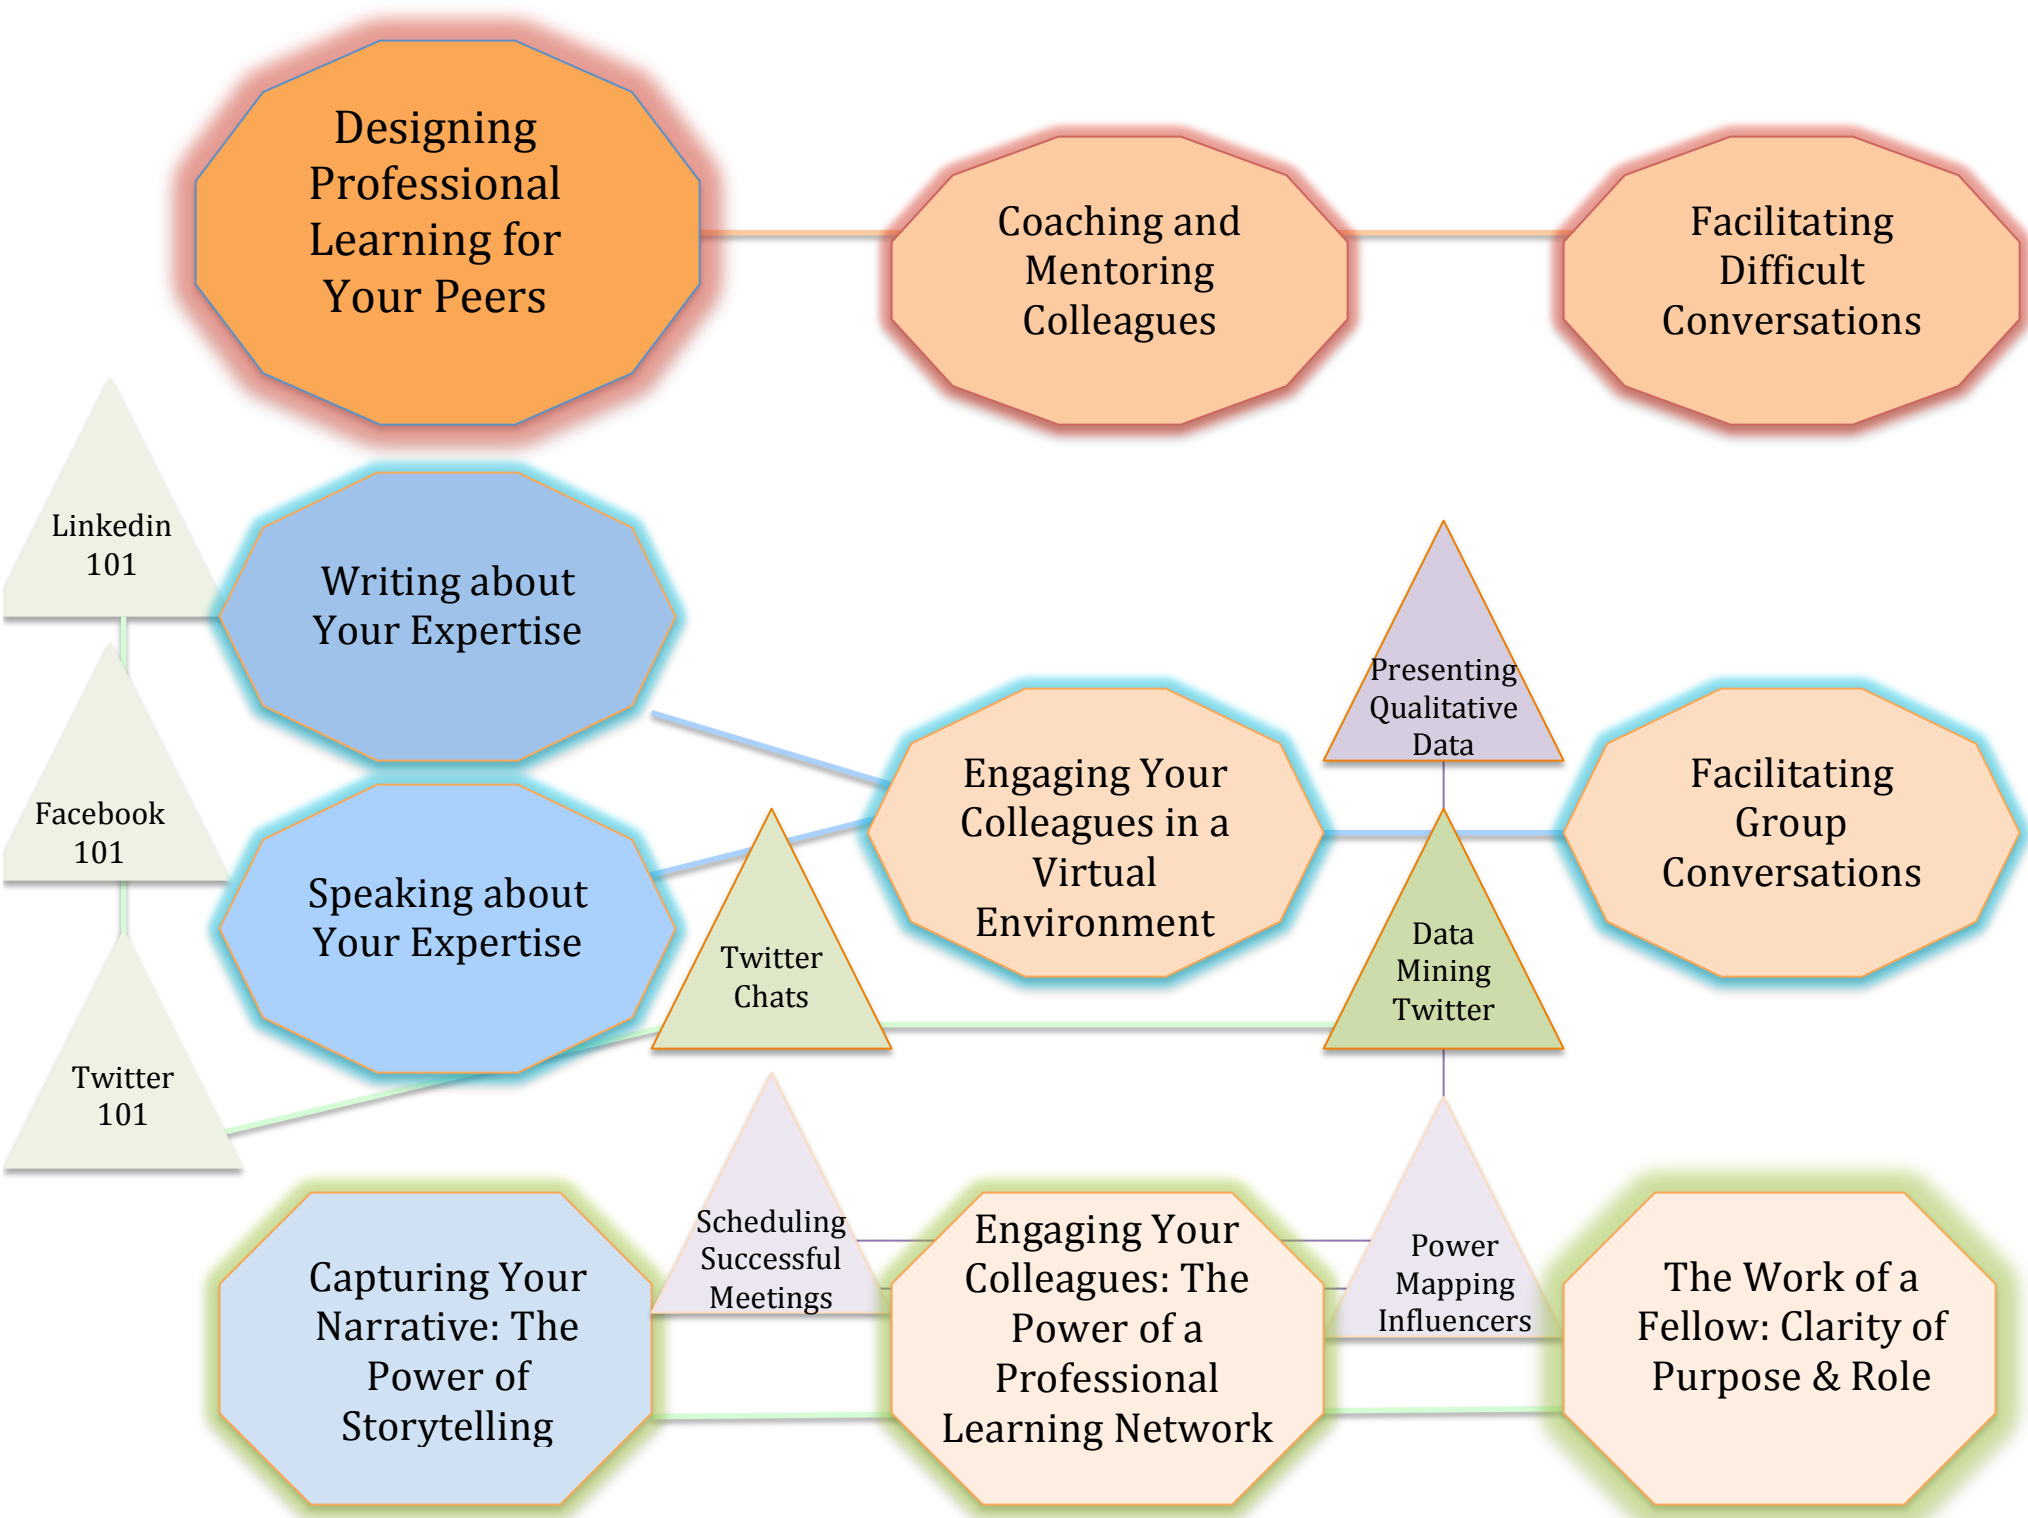 Designing
Professional
Learning for
Your Peers
Coaching and
Mentoring
Colleagues
Facilitating
Difficult
Conversations
Linkedin
101
Writing about
Your Expertise
Presenting
Qualitative
Data
Facebook
101
Speaking about
Your Expertise
Engaging Your
Colleagues in a
Virtual
Environment
Facilitating
Group
Conversations
Twitter
Chats
Data
Mining
Twitter
Twitter
101
Scheduling
Successful
Meetings
Power
Mapping
Influencers
Capturing Your
Narrative: The
Power of
Storytelling
Engaging Your
Colleagues: The
Power of a
Professional
Learning Network
The Work of a
Fellow: Clarity of
Purpose & Role